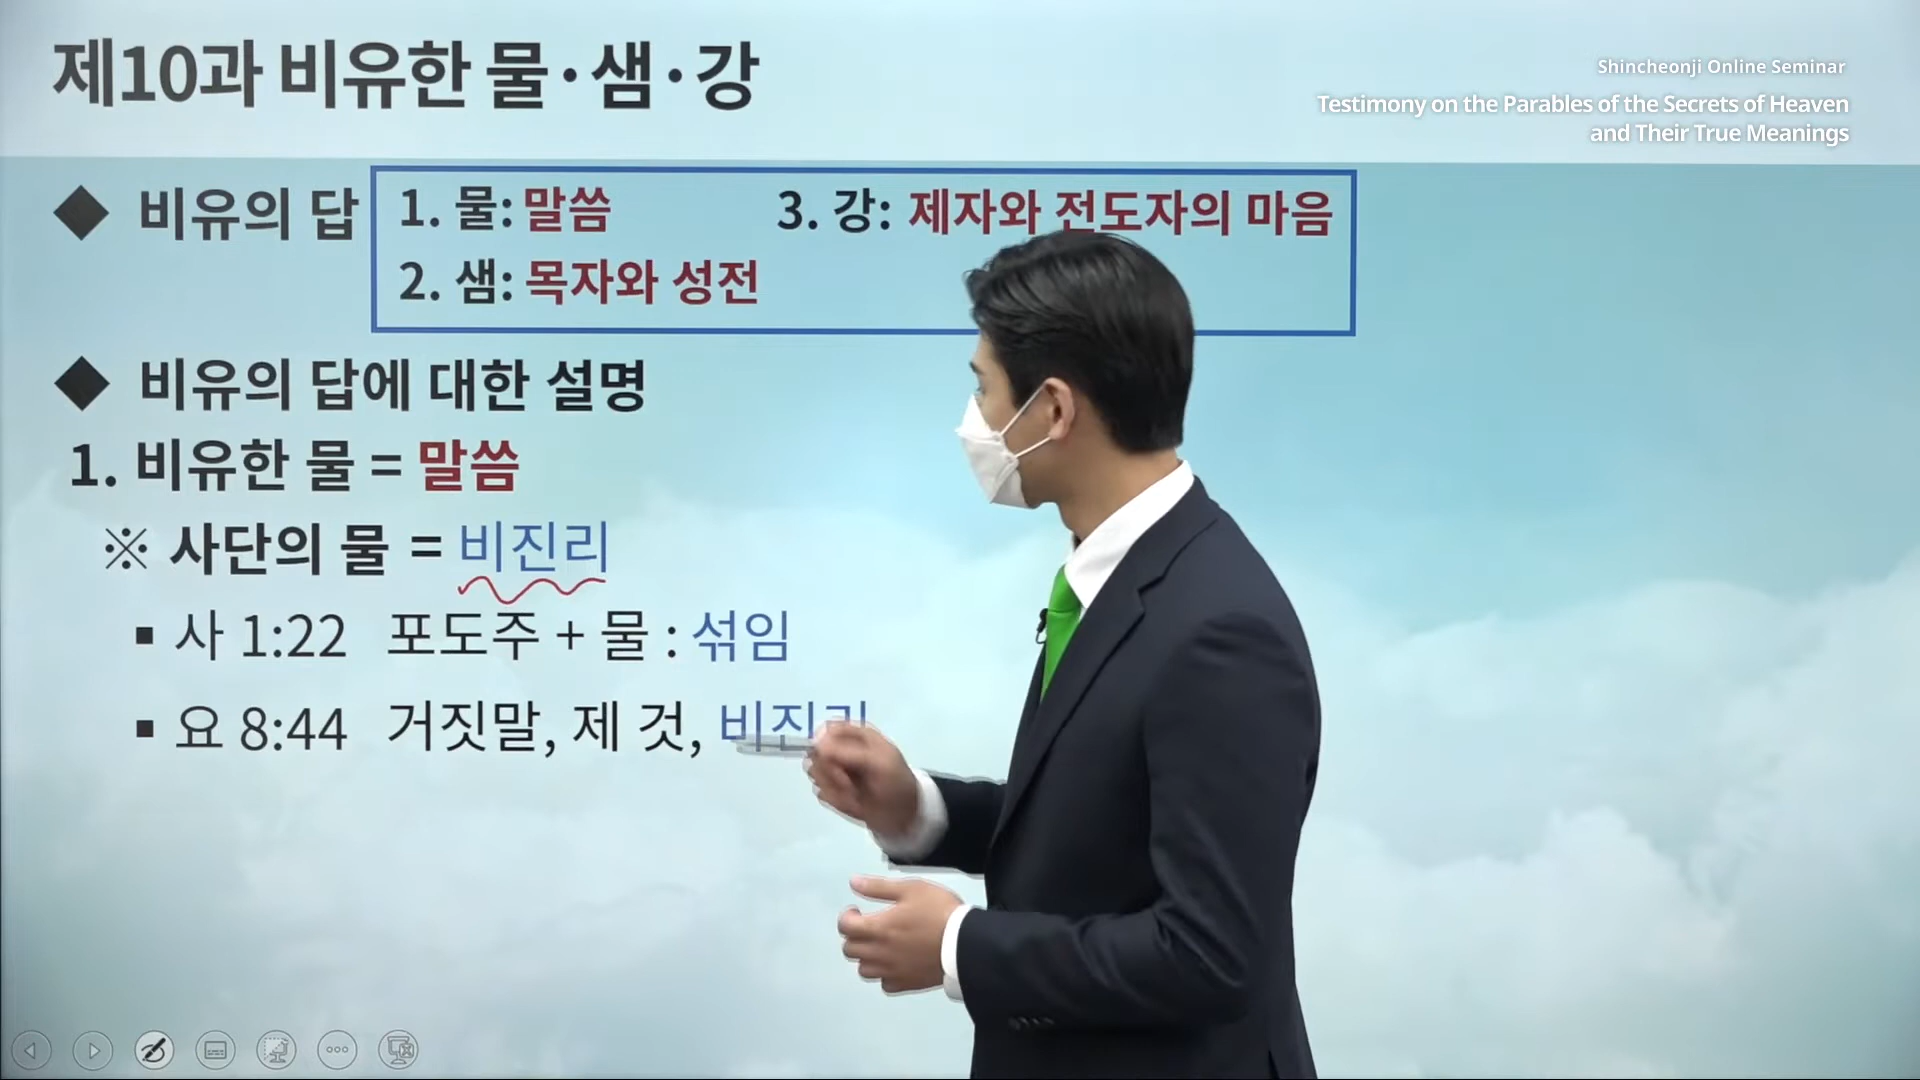 제10과 비유한 물·샘·강
Shincheonji Online Seminar
Testimony on the Parables of the Secrets of Heaven
and Their True Meanings
◆ 비유의 답
1. 물: 말씀
3. 강: 제자와 전도자의 마음
2. 샘: 목자와 성전
◆ 비유의 답에 대한 설명
1. 비유한 물 = 말씀
※ 사단의 물 = 비진리
▪ 사 1:22 포도주 + 물 : 섞임
▪ 요 8:44 거짓말, 제 것, 비진리